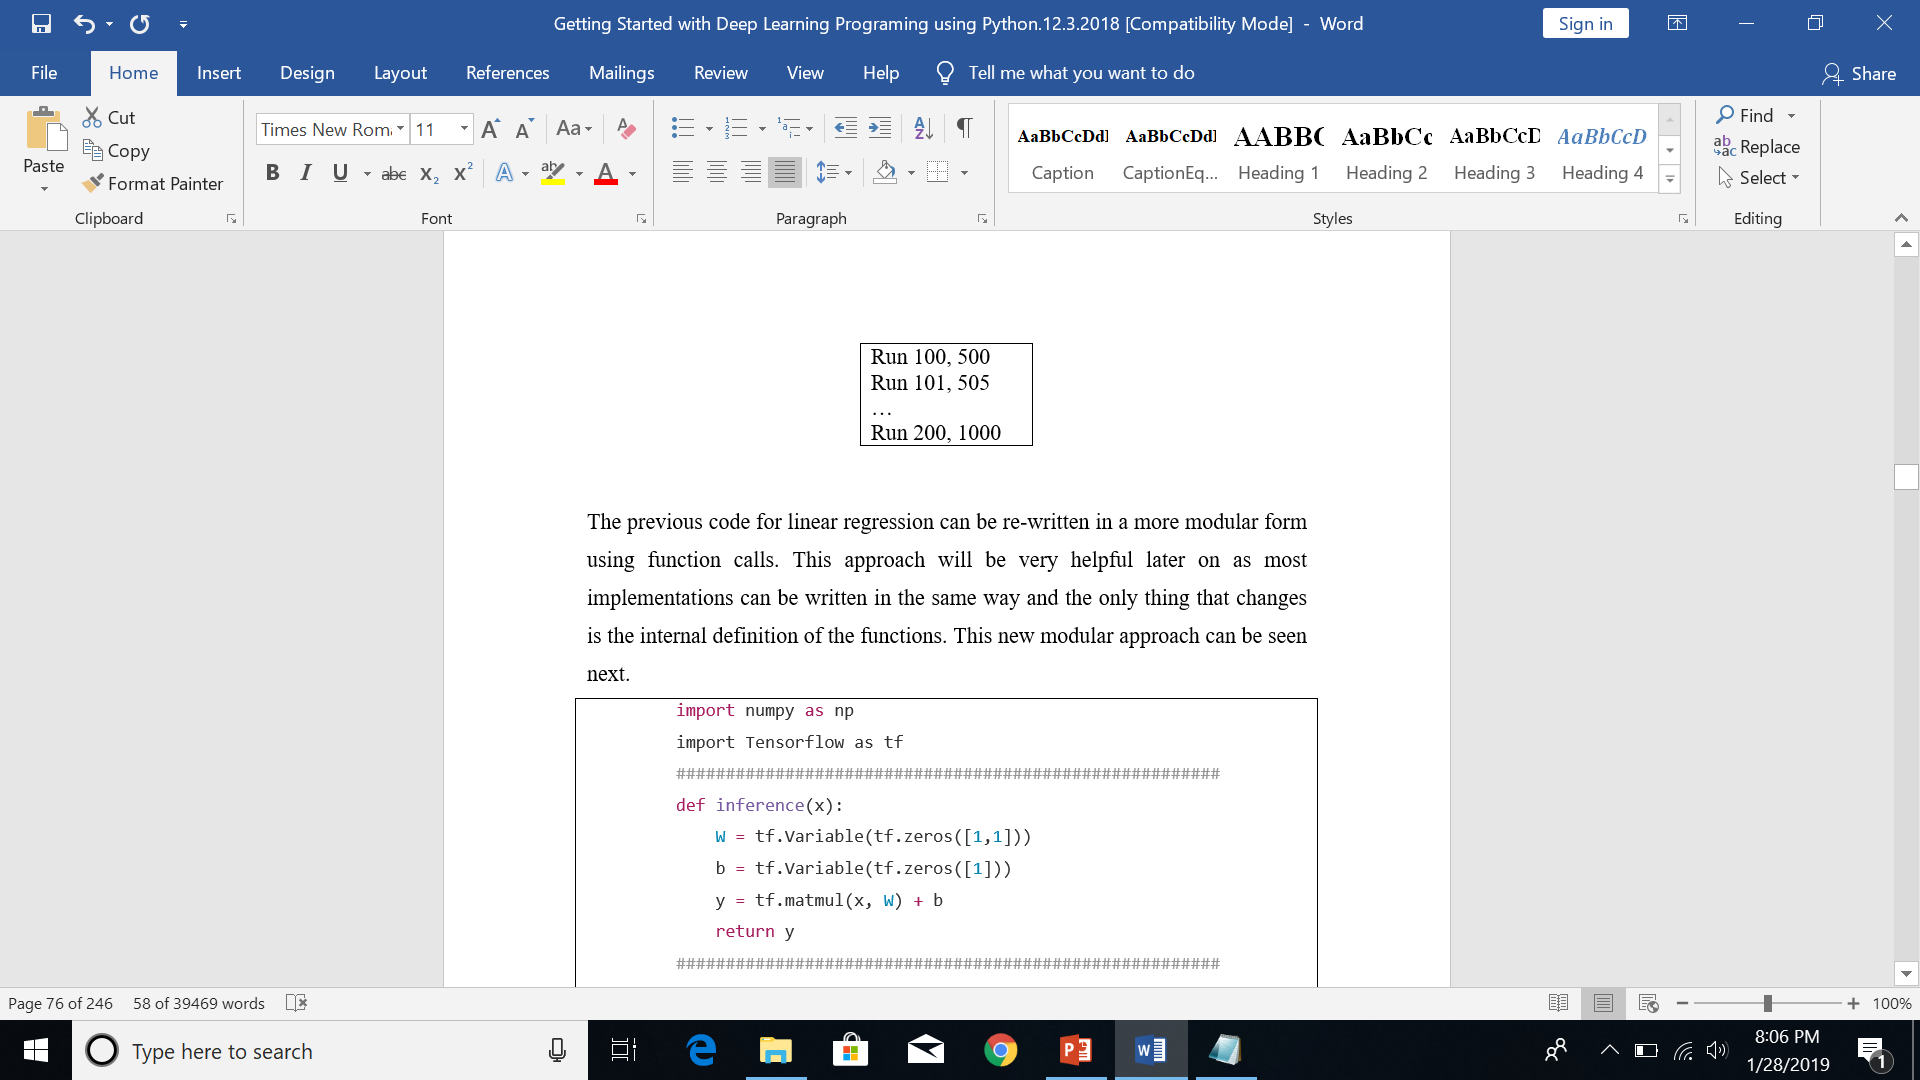 Getting Started with Deep Learning Programing using Python.12.3.2018 [Compatibility Mode] - Word
Sign in
File Home Insert Design Layout References Mailings Review View Help Tell me what you want to do Share
Paste
Cut
Copy
Format Painter
Clipboard
Times New Rom 11
Font
Paragraph
AaBbCcDdI AaBbCcDdI AABBC AaBbCc AaBbCcD AaBbCcD
Caption CaptionEq... Heading 1 Heading 2 Heading 3 Heading 4
Styles
Find
Replace
Select
Editing
Run 100, 500
Run 101, 505
…
Run 200, 1000
The previous code for linear regression can be re-written in a more modular form
using function calls. This approach will be very helpful later on as most
implementations can be written in the same way and the only thing that changes
is the internal definition of the functions. This new modular approach can be seen
next.
import numpy as np
import Tensorflow as tf
#######################################################
def inference(x):
    W = tf.Variable(tf.zeros([1,1]))
    b = tf.Variable(tf.zeros([1]))
    y = tf.matmul(x, W) + b
    return y
#######################################################
Page 76 of 246 58 of 39469 words 100%
Type here to search
8:06 PM
1/28/2019
1